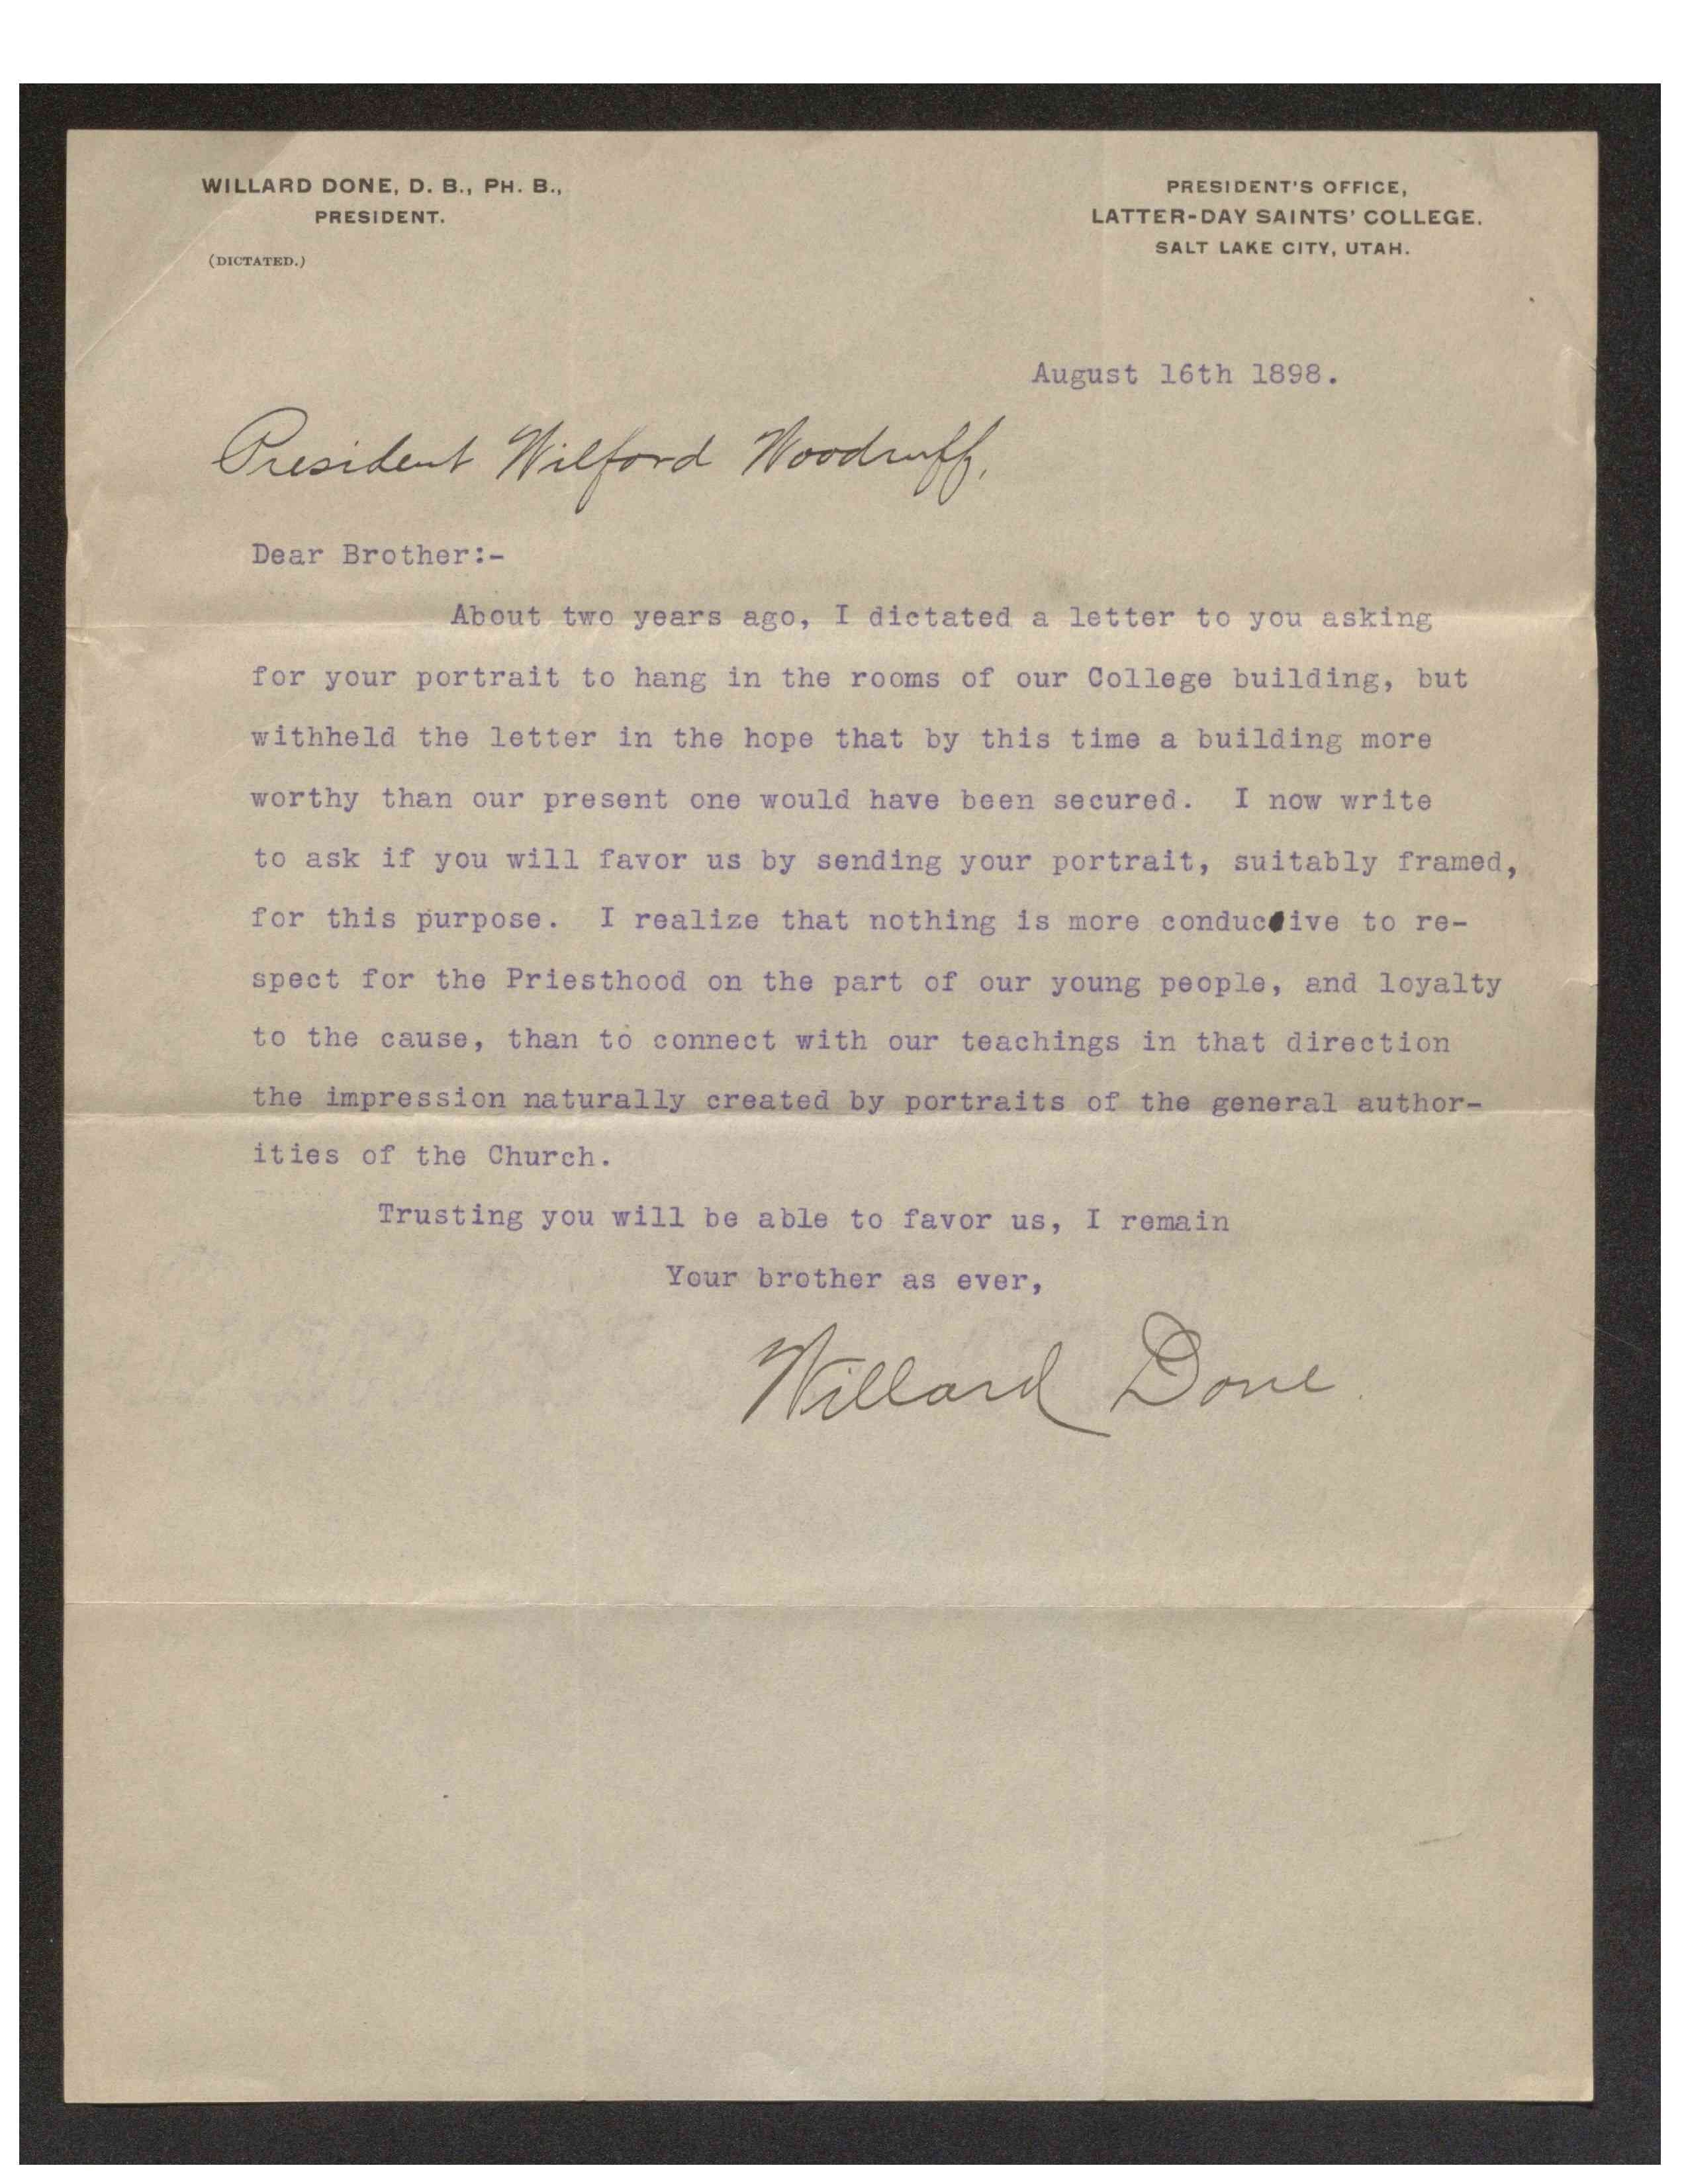 WILLARD DONE, D. B., PH. B.,
PRESIDENT.
(DICTATED.)
PRESIDENT'S OFFICE,
LATTER-DAY SAINTS' COLLEGE.
SALT LAKE CITY, UTAH.
August 16th 1898.
President Wilford Woodruff,
Dear Brother:-
About two years ago, I dictated a letter to you asking
for your portrait to hang in the rooms of our College building, but
withheld the letter in the hope that by this time a building more
worthy than our present one would have been secured. I now write
to ask if you will favor us by sending your portrait, suitably framed,
for this purpose. I realize that nothing is more conducive to re-
spect for the Priesthood on the part of our young people, and loyalty
to the cause, than to connect with our teachings in that direction
the impression naturally created by portraits of the general author-
ities of the Church.
Trusting you will be able to favor us, I remain
Your brother as ever,
Willard Done.